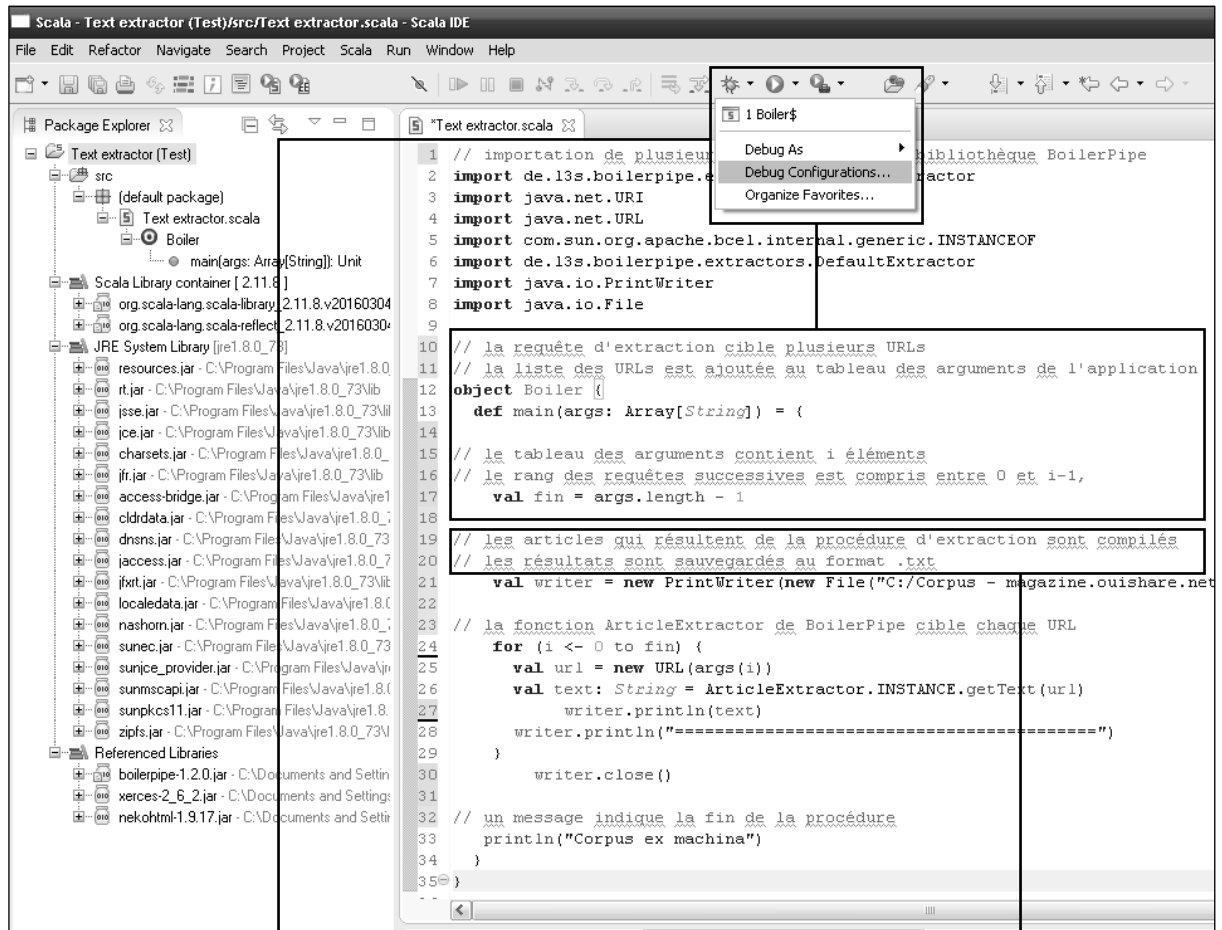 Scala - Text extractor (Test)/src/Text extractor.scala - Scala IDE
File Edit Refactor Navigate Search Project Scala Run Window Help
Package Explorer
Text extractor (Test)
src
(default package)
Text extractor.scala
Boiler
main(args: Array[String]): Unit
Scala Library container [ 2.11.8 ]
org.scala-lang.scala-library_2.11.8.v20160304
org.scala-lang.scala-reflect_2.11.8.v20160304
JRE System Library [jre1.8.0_73]
resources.jar - C:\Program Files\Java\jre1.8.0_
rt.jar - C:\Program Files\Java\jre1.8.0_73\lib
jsse.jar - C:\Program Files\Java\jre1.8.0_73\lil
jce.jar - C:\Program Files\Java\jre1.8.0_73\lib
charsets.jar - C:\Program Files\Java\jre1.8.0_
jfr.jar - C:\Program Files\Java\jre1.8.0_73\lib
access-bridge.jar - C:\Program Files\Java\jre1
cldrdata.jar - C:\Program Files\Java\jre1.8.0_
dnsns.jar - C:\Program Files\Java\jre1.8.0_73
jaccess.jar - C:\Program Files\Java\jre1.8.0_7
jfxrt.jar - C:\Program Files\Java\jre1.8.0_73\lib
localedata.jar - C:\Program Files\Java\jre1.8.0
nashorn.jar - C:\Program Files\Java\jre1.8.0_
sunec.jar - C:\Program Files\Java\jre1.8.0_73
sunjce_provider.jar - C:\Program Files\Java\jre
sunmscapi.jar - C:\Program Files\Java\jre1.8.0
sunpkcs11.jar - C:\Program Files\Java\jre1.8.
zipfs.jar - C:\Program Files\Java\jre1.8.0_73\l
Referenced Libraries
boilerpipe-1.2.0.jar - C:\Documents and Settin
xerces-2_6_2.jar - C:\Documents and Settings
nekohtml-1.9.17.jar - C:\Documents and Settin
*Text extractor.scala
1 Boiler$
Debug As
Debug Configurations...
Organize Favorites...
1 // importation de plusieur bibliothèque BoilerPipe
2 import de.l3s.boilerpipe.e actor
3 import java.net.URI
4 import java.net.URL
5 import com.sun.org.apache.bcel.internal.generic.INSTANCEOF
6 import de.l3s.boilerpipe.extractors.DefaultExtractor
7 import java.io.PrintWriter
8 import java.io.File
9
10 // la requête d'extraction cible plusieurs URLs
11 // la liste des URLs est ajoutée au tableau des arguments de l'application
12 object Boiler {
13 def main(args: Array[String]) = {
14
15 // le tableau des arguments contient i éléments
16 // le rang des requêtes successives est compris entre 0 et i-1,
17 val fin = args.length - 1
18
19 // les articles qui résultent de la procédure d'extraction sont compilés
20 // les résultats sont sauvegardés au format .txt
21 val writer = new PrintWriter(new File("C:/Corpus - magazine.ouishare.net
22
23 // la fonction ArticleExtractor de BoilerPipe cible chaque URL
24 for (i <- 0 to fin) {
25 val url = new URL(args(i))
26 val text: String = ArticleExtractor.INSTANCE.getText(url)
27 writer.println(text)
28 writer.println("==========================================")
29 }
30 writer.close()
31
32 // un message indique la fin de la procédure
33 println("Corpus ex machina")
34 }
35 }